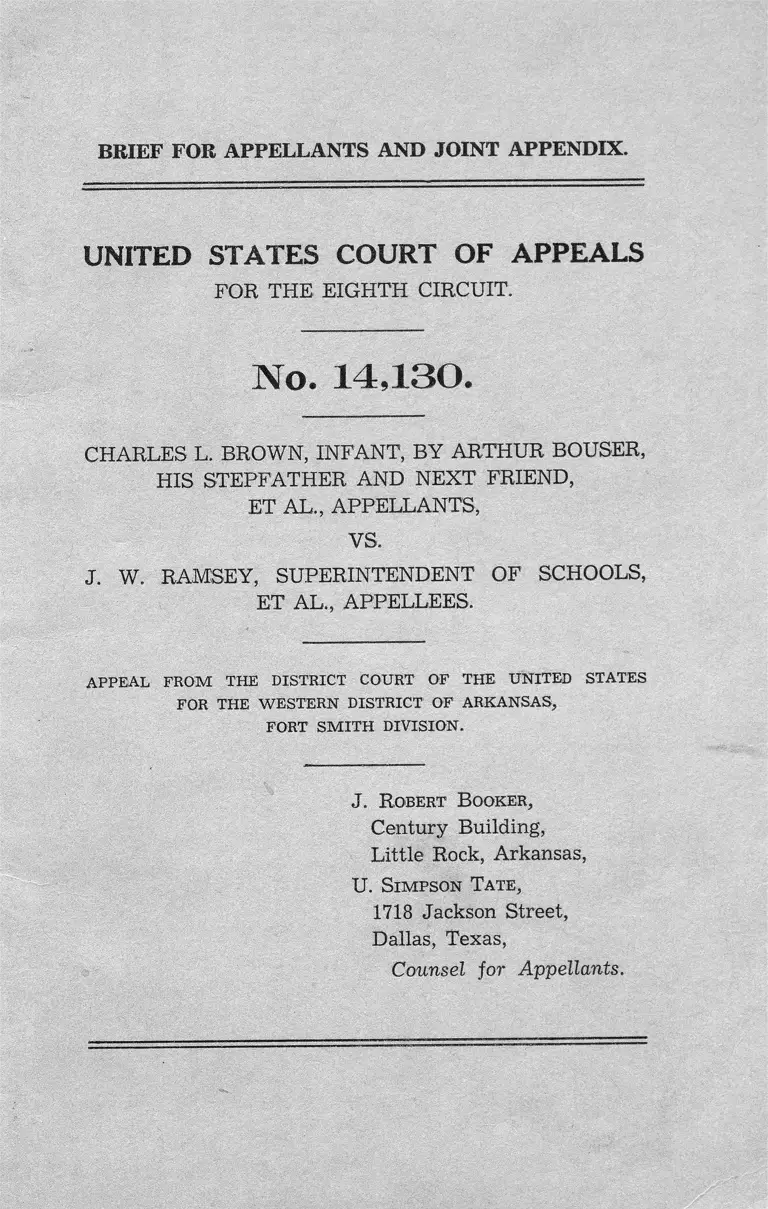 BRIEF FOR APPELLANTS AND JOINT APPENDIX.
UNITED STATES COURT OF APPEALS
FOR THE EIGHTH CIRCUIT.
No. 14,130.
CHARLES L. BROWN, INFANT, BY ARTHUR BOUSER,
HIS STEPFATHER AND NEXT FRIEND,
ET AL., APPELLANTS,
VS.
J. W. RAMSEY, SUPERINTENDENT OF SCHOOLS,
ET AL., APPELLEES.
APPEAL FROM THE DISTRICT COURT OF THE UNITED STATES
FOR THE WESTERN DISTRICT OF ARKANSAS,
FORT SMITH DIVISION.
J. ROBERT BOOKER,
Century Building,
Little Rock, Arkansas,
U. SIMPSON TATE,
1718 Jackson Street,
Dallas, Texas,
Counsel for Appellants.